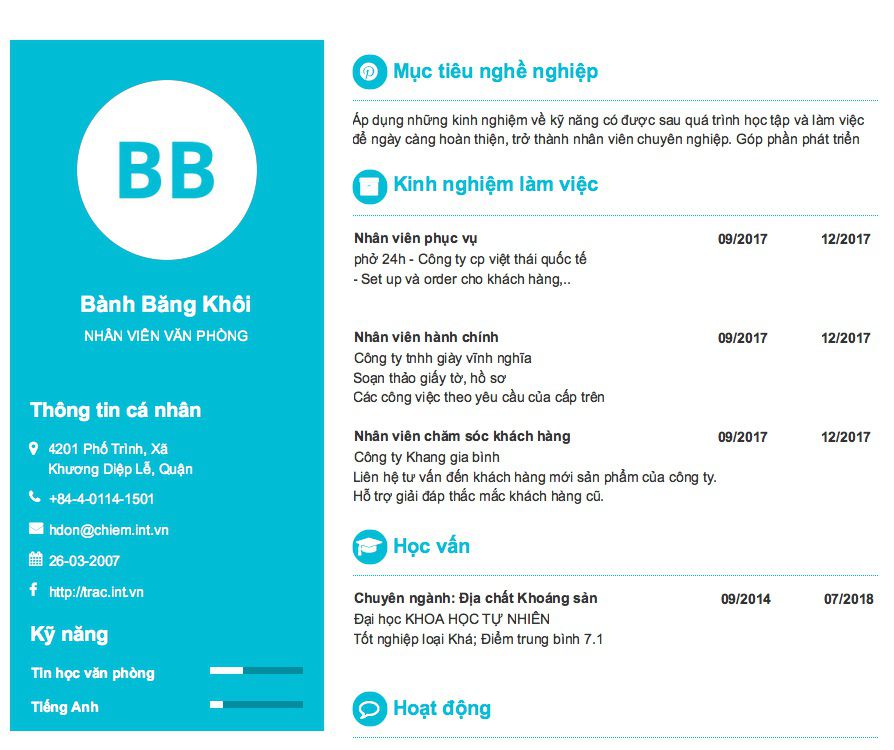 BB
Bành Băng Khôi
NHÂN VIÊN VĂN PHÒNG
Thông tin cá nhân
4201 Phố Trình, Xã
Khương Diệp Lễ, Quận
+84-4-0114-1501
hdon@chiem.int.vn
26-03-2007
http://trac.int.vn
Kỹ năng
Tin học văn phòng
Tiếng Anh
Mục tiêu nghề nghiệp
Áp dụng những kinh nghiệm về kỹ năng có được sau quá trình học tập và làm việc
để ngày càng hoàn thiện, trở thành nhân viên chuyên nghiệp. Góp phần phát triển
Kinh nghiệm làm việc
Nhân viên phục vụ 09/2017 12/2017
phở 24h - Công ty cp việt thái quốc tế
- Set up và order cho khách hàng,..
Nhân viên hành chính 09/2017 12/2017
Công ty tnhh giày vĩnh nghĩa
Soạn thảo giấy tờ, hồ sơ
Các công việc theo yêu cầu của cấp trên
Nhân viên chăm sóc khách hàng 09/2017 12/2017
Công ty Khang gia bình
Liên hệ tư vấn đến khách hàng mới sản phẩm của công ty.
Hỗ trợ giải đáp thắc mắc khách hàng cũ.
Học vấn
Chuyên ngành: Địa chất Khoáng sản 09/2014 07/2018
Đại học KHOA HỌC TỰ NHIÊN
Tốt nghiệp loại Khá; Điểm trung bình 7.1
Hoạt động